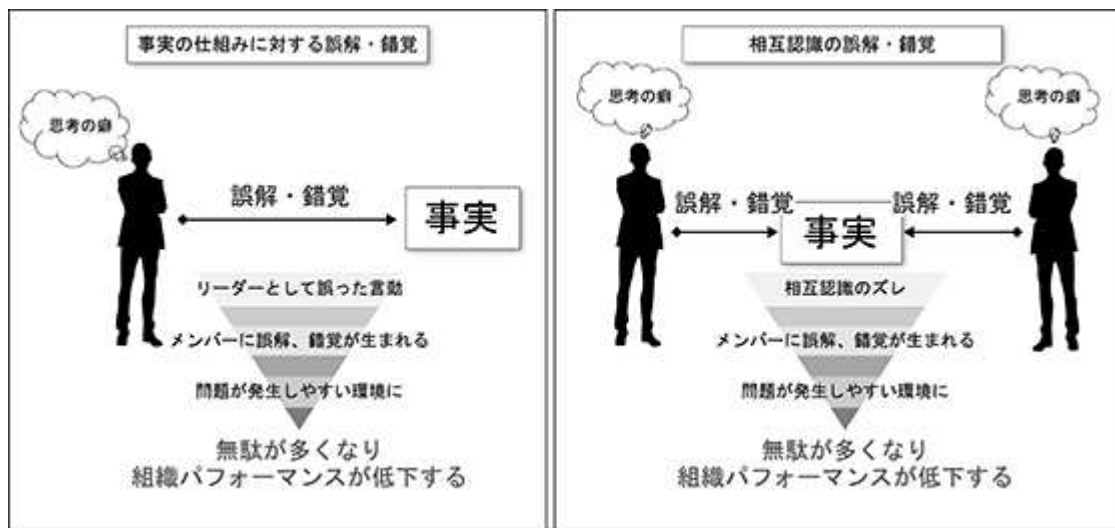 事実の仕組みに対する誤解・錯覚
思考の癖
誤解・錯覚
事実
リーダーとして誤った言動
メンバーに誤解、錯覚が生まれる
問題が発生しやすい環境に
無駄が多くなり
組織パフォーマンスが低下する
相互認識の誤解・錯覚
思考の癖
思考の癖
誤解・錯覚
誤解・錯覚
事実
相互認識のズレ
メンバーに誤解、錯覚が生まれる
問題が発生しやすい環境に
無駄が多くなり
組織パフォーマンスが低下する